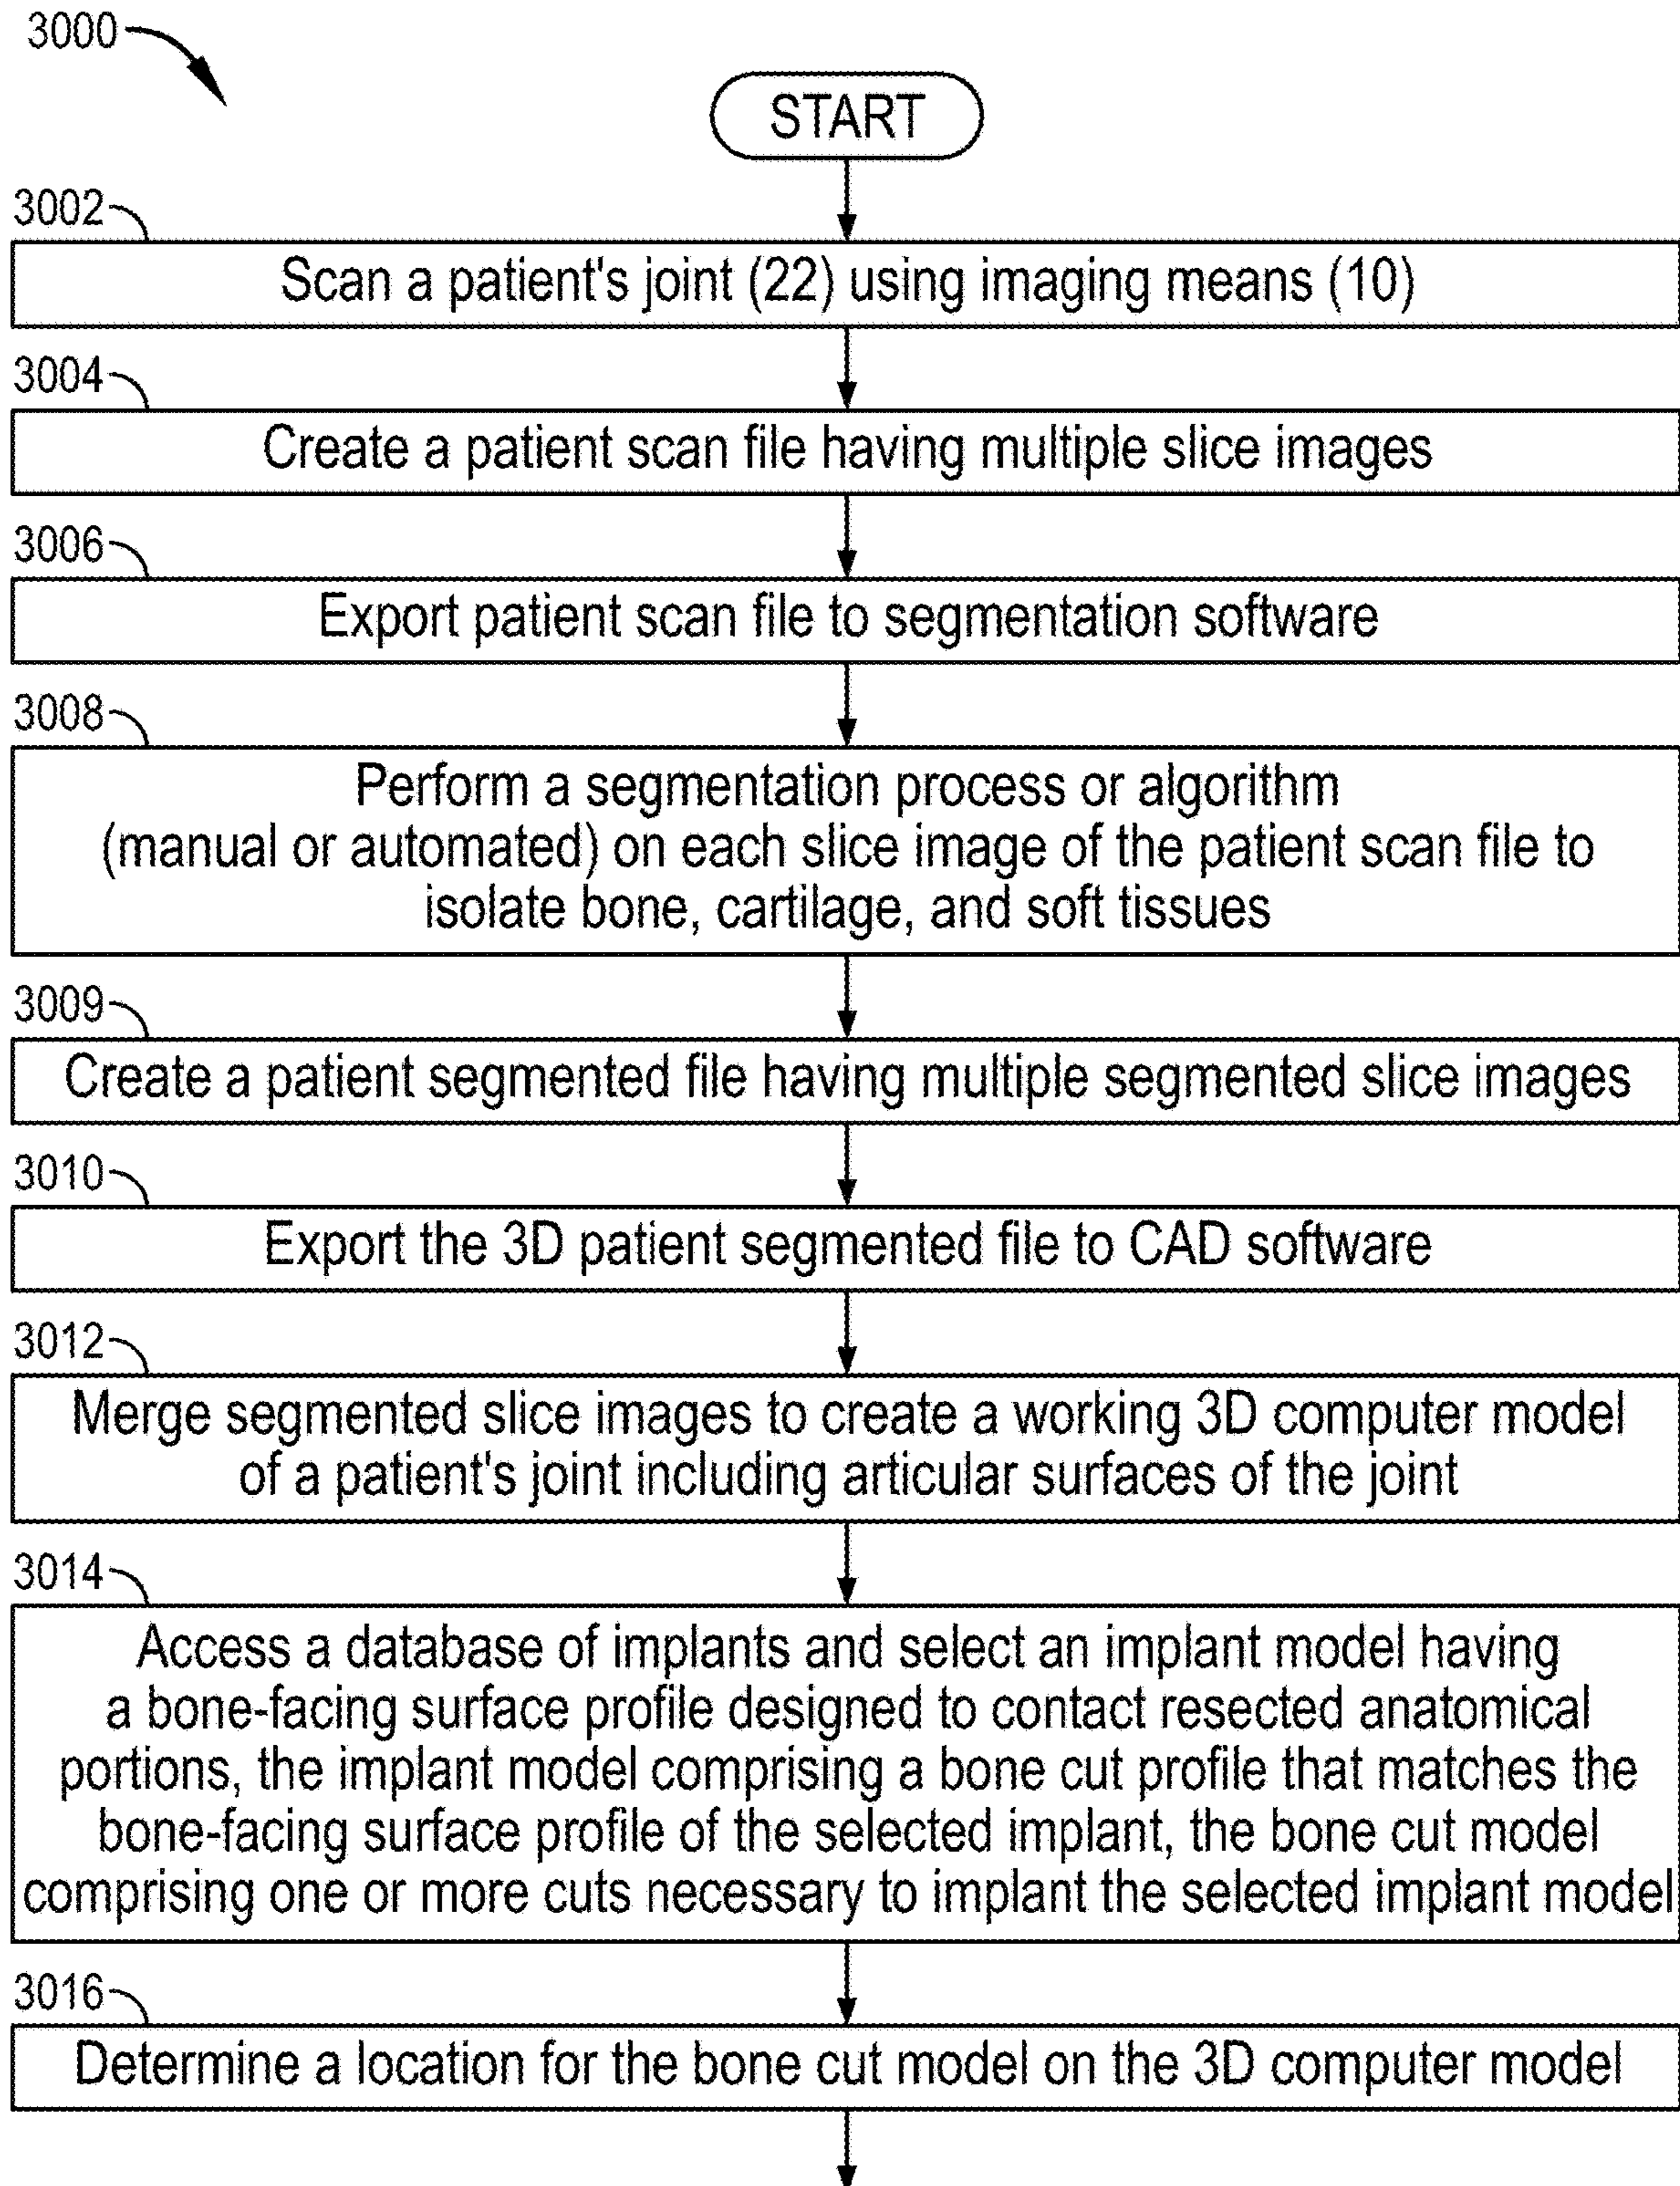 3000
START
3002
Scan a patient's joint (22) using imaging means (10)
3004
Create a patient scan file having multiple slice images
3006
Export patient scan file to segmentation software
3008
Perform a segmentation process or algorithm
(manual or automated) on each slice image of the patient scan file to
isolate bone, cartilage, and soft tissues
3009
Create a patient segmented file having multiple segmented slice images
3010
Export the 3D patient segmented file to CAD software
3012
Merge segmented slice images to create a working 3D computer model
of a patient's joint including articular surfaces of the joint
3014
Access a database of implants and select an implant model having
a bone-facing surface profile designed to contact resected anatomical
portions, the implant model comprising a bone cut profile that matches the
bone-facing surface profile of the selected implant, the bone cut model
comprising one or more cuts necessary to implant the selected implant model
3016
Determine a location for the bone cut model on the 3D computer model